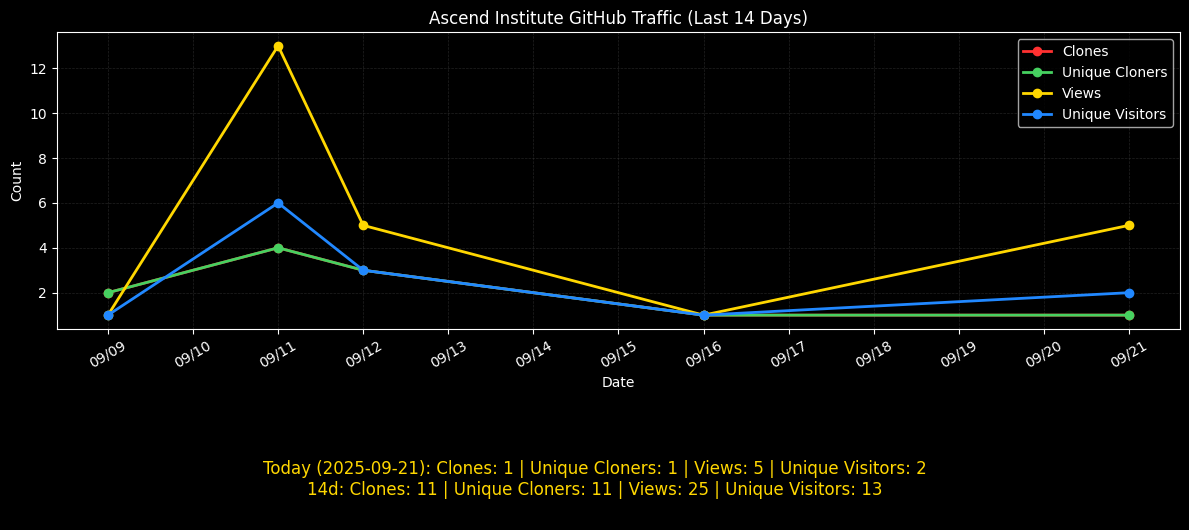 Ascend Institute GitHub Traffic (Last 14 Days)
Clones
Unique Cloners
Views
Unique Visitors
Count
12
10
8
6
4
2
09/09 09/10 09/11 09/12 09/13 09/14 09/15 09/16 09/17 09/18 09/19 09/20 09/21
Date
Today (2025-09-21): Clones: 1 | Unique Cloners: 1 | Views: 5 | Unique Visitors: 2
14d: Clones: 11 | Unique Cloners: 11 | Views: 25 | Unique Visitors: 13